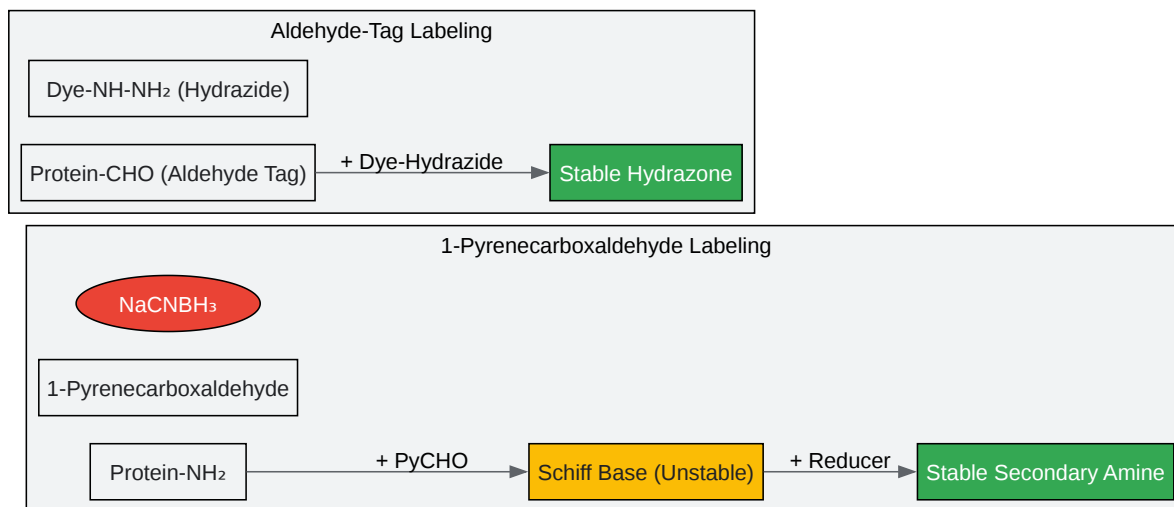 Aldehyde-Tag Labeling
Dye-NH-NH₂ (Hydrazide)
Protein-CHO (Aldehyde Tag)
+ Dye-Hydrazide
Stable Hydrazone
1-Pyrenecarboxaldehyde Labeling
NaCNBH₃
1-Pyrenecarboxaldehyde
Protein-NH₂
+ PyCHO
Schiff Base (Unstable)
+ Reducer
Stable Secondary Amine